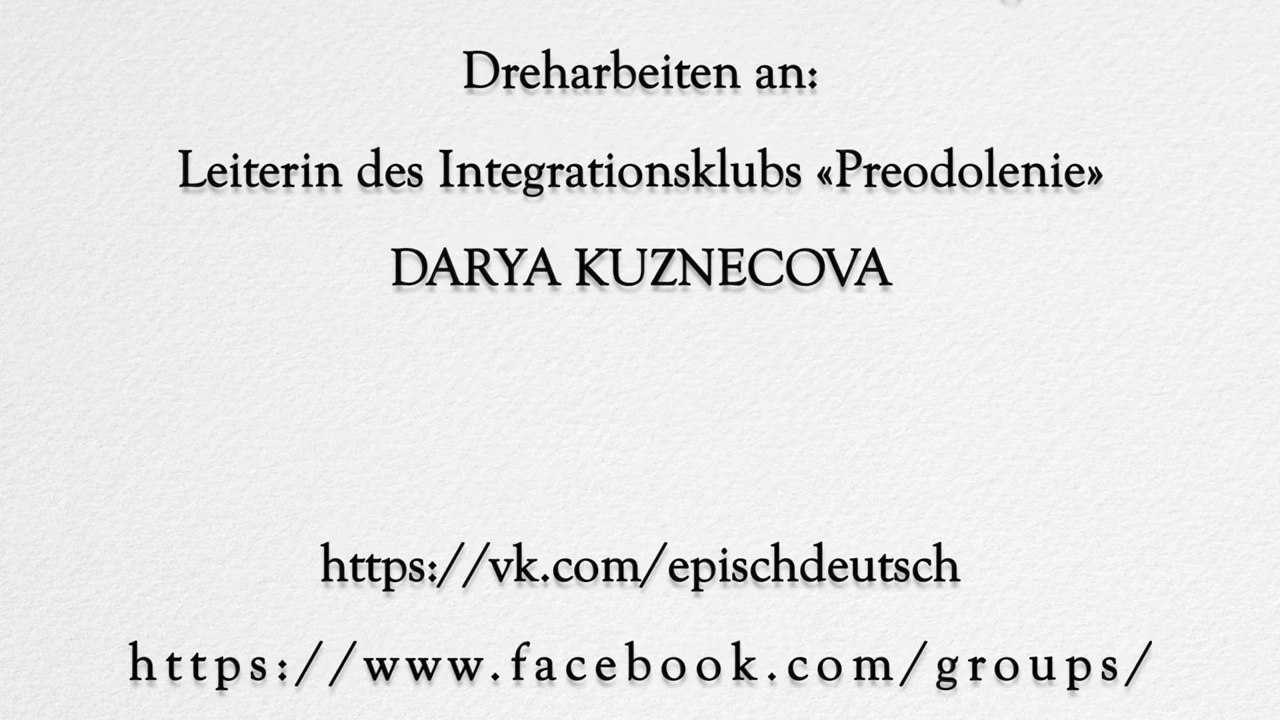 Dreharbeiten an:
Leiterin des Integrationsklubs «Preodolenie»
DARYA KUZNECOVA
https://vk.com/epischdeutsch
https://www.facebook.com/groups/